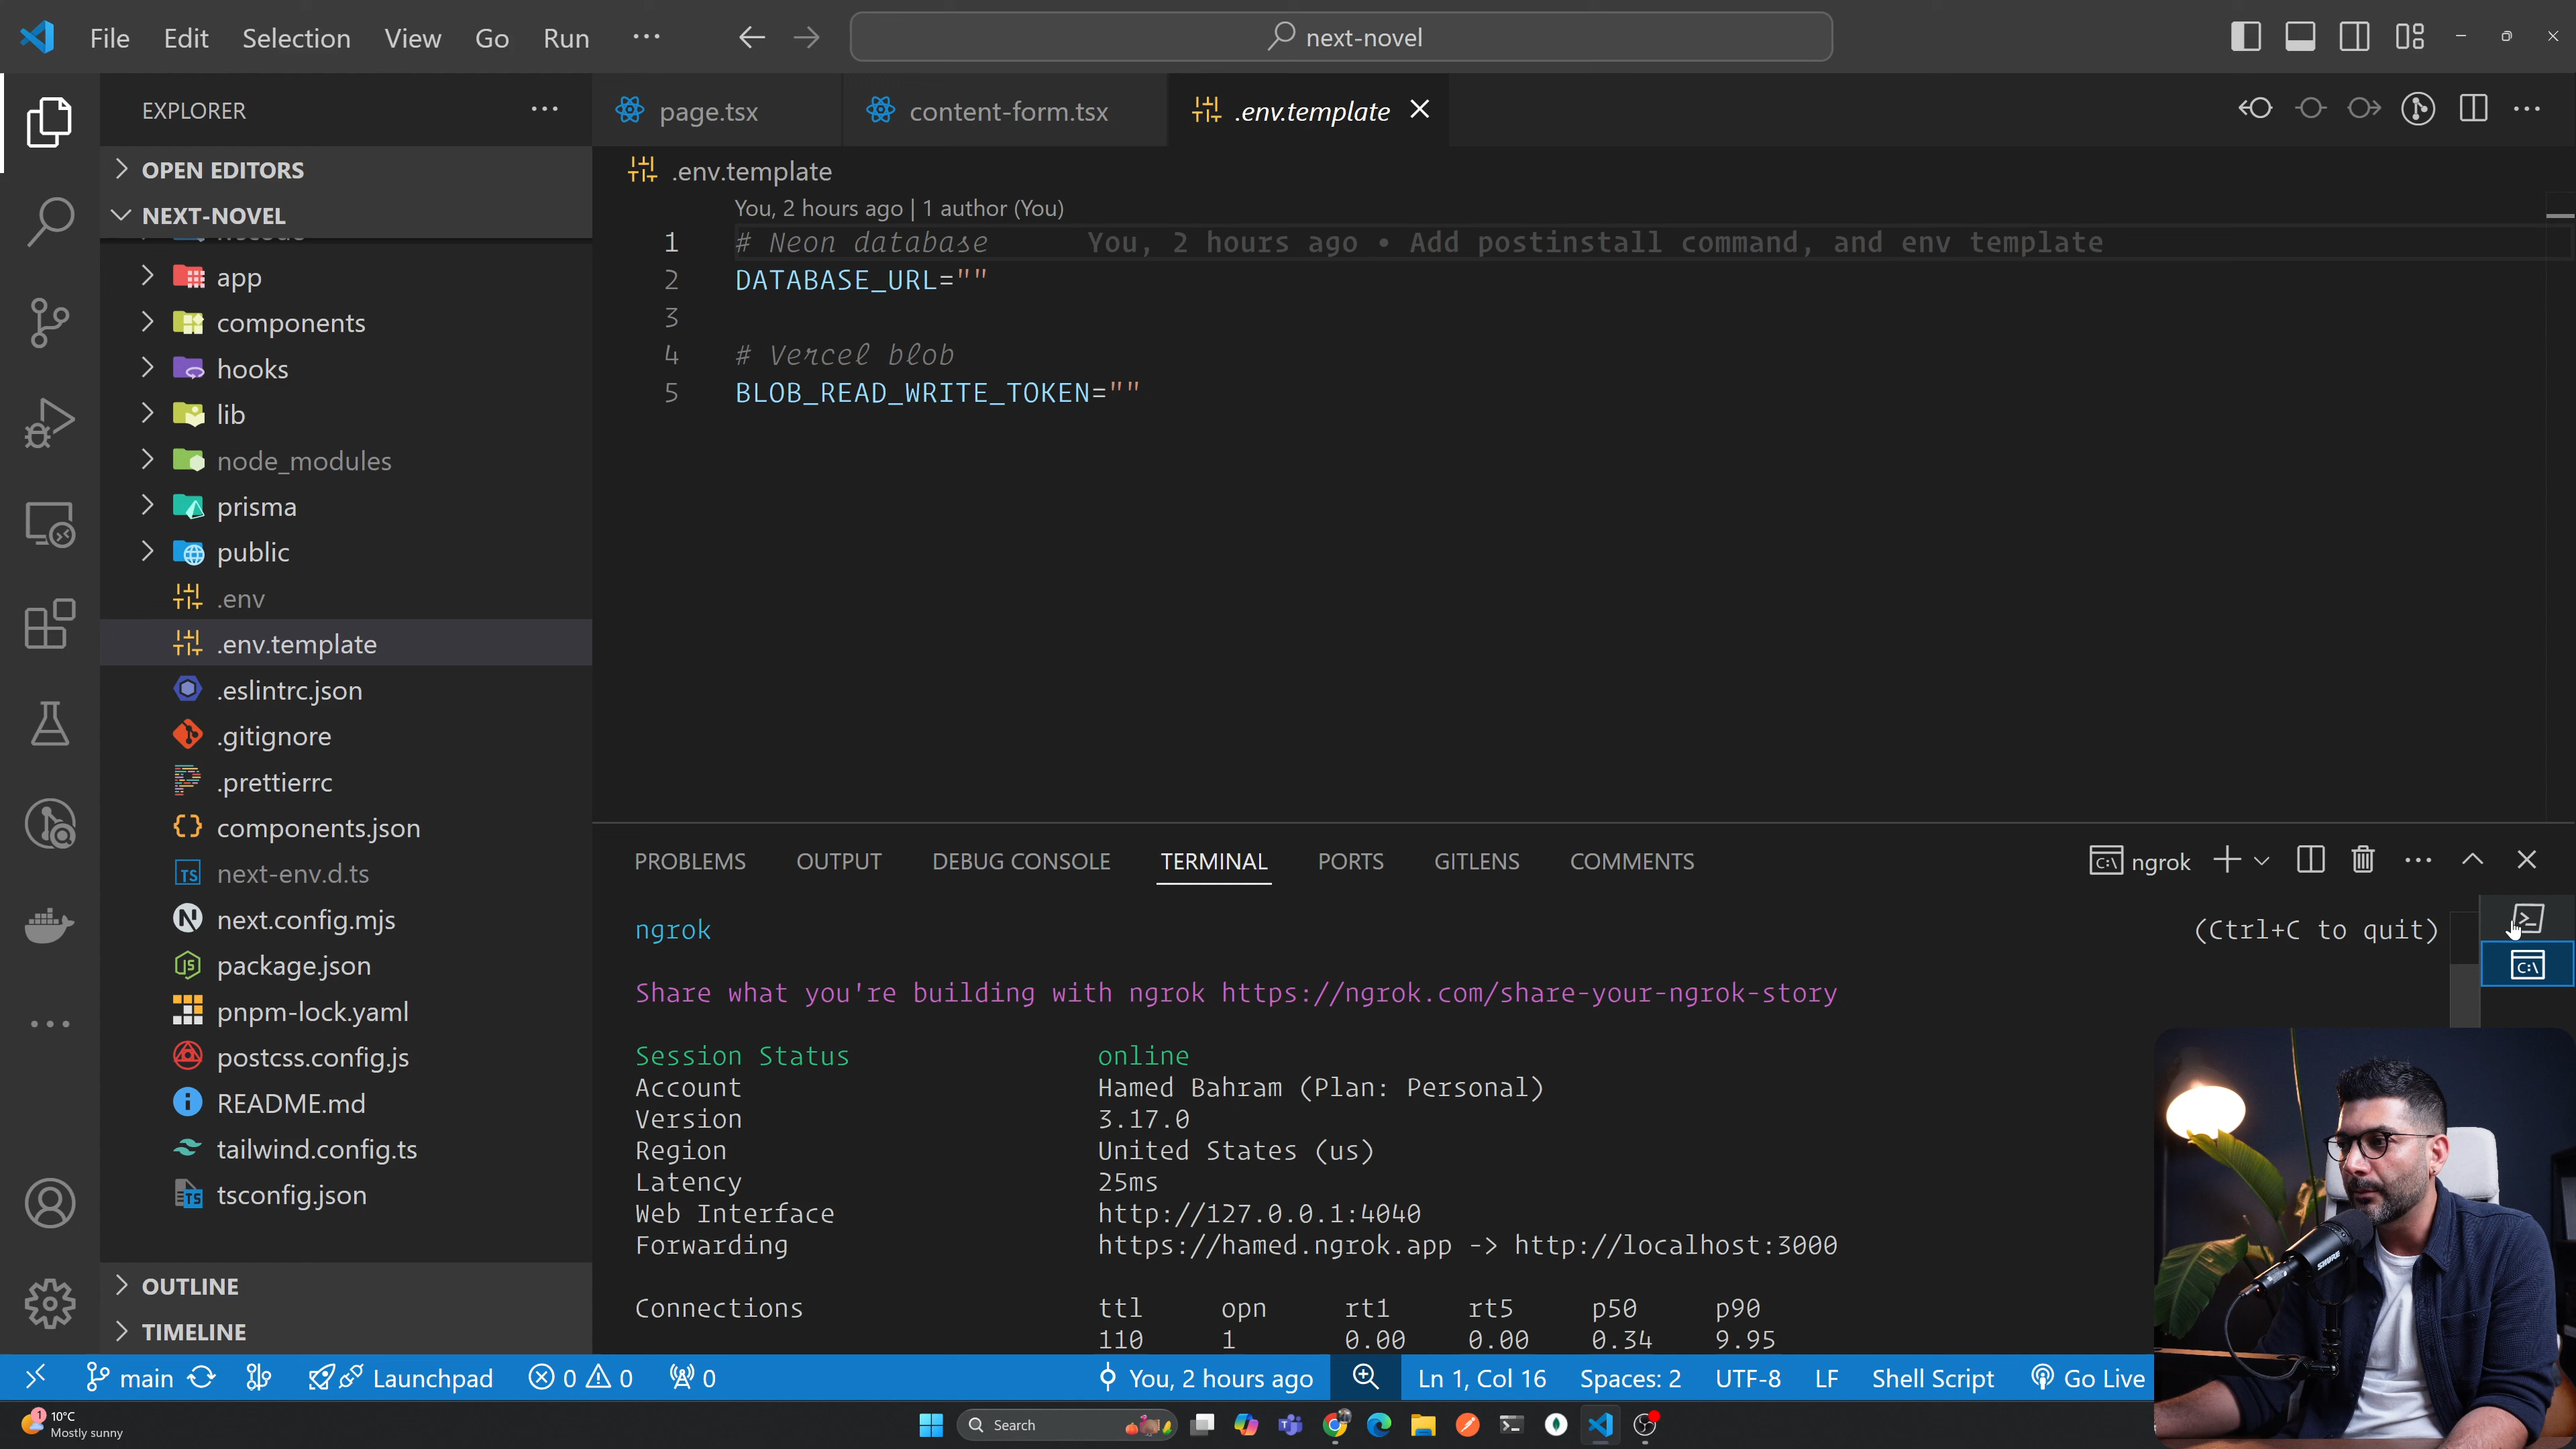 File Edit Selection View Go Run ···
next-novel
EXPLORER
page.tsx
content-form.tsx
.env.template
OPEN EDITORS
NEXT-NOVEL
app
components
hooks
lib
node_modules
prisma
public
.env
.env.template
.eslintrc.json
.gitignore
.prettierrc
components.json
next-env.d.ts
next.config.mjs
package.json
pnpm-lock.yaml
postcss.config.js
README.md
tailwind.config.ts
tsconfig.json
OUTLINE
TIMELINE
.env.template
You, 2 hours ago | 1 author (You)
1 # Neon database You, 2 hours ago • Add postinstall command, and env template
2 DATABASE_URL=""
3
4 # Vercel blob
5 BLOB_READ_WRITE_TOKEN=""
PROBLEMS OUTPUT DEBUG CONSOLE TERMINAL PORTS GITLENS COMMENTS
ngrok
ngrok (Ctrl+C to quit)
Share what you're building with ngrok https://ngrok.com/share-your-ngrok-story
Session Status online
Account Hamed Bahram (Plan: Personal)
Version 3.17.0
Region United States (us)
Latency 25ms
Web Interface http://127.0.0.1:4040
Forwarding https://hamed.ngrok.app -> http://localhost:3000
Connections ttl opn rt1 rt5 p50 p90
110 1 0.00 0.00 0.34 9.95
main Launchpad 0 0 0 You, 2 hours ago Ln 1, Col 16 Spaces: 2 UTF-8 LF Shell Script Go Live
1 10°C
Mostly sunny
Search